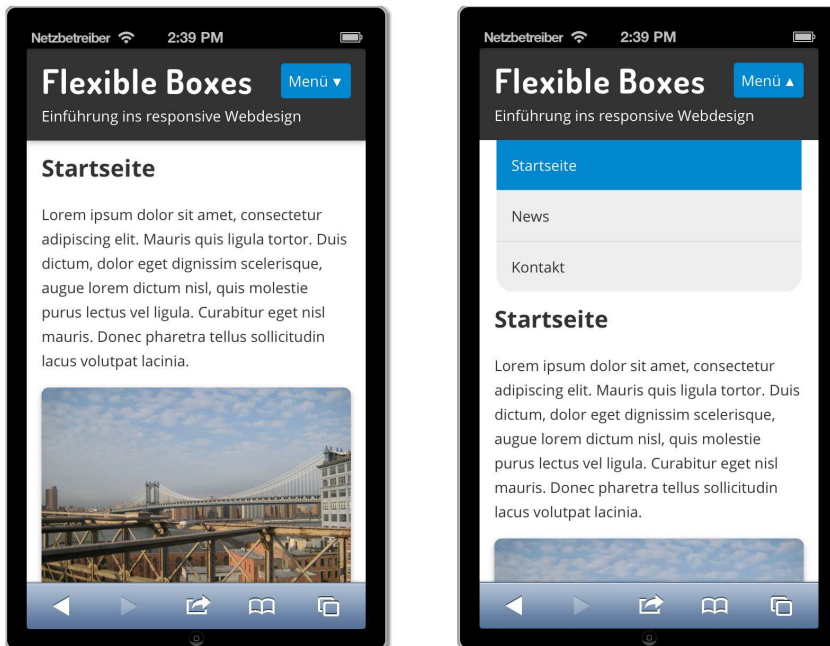 Netzbetreiber 2:39 PM
Flexible Boxes
Menü ▾
Einführung ins responsive Webdesign
Startseite
Lorem ipsum dolor sit amet, consectetur
adipiscing elit. Mauris quis ligula tortor. Duis
dictum, dolor eget dignissim scelerisque,
augue lorem dictum nisl, quis molestie
purus lectus vel ligula. Curabitur eget nisl
mauris. Donec pharetra tellus sollicitudin
lacus volutpat lacinia.
Netzbetreiber 2:39 PM
Flexible Boxes
Menü ▴
Einführung ins responsive Webdesign
Startseite
News
Kontakt
Startseite
Lorem ipsum dolor sit amet, consectetur
adipiscing elit. Mauris quis ligula tortor. Duis
dictum, dolor eget dignissim scelerisque,
augue lorem dictum nisl, quis molestie
purus lectus vel ligula. Curabitur eget nisl
mauris. Donec pharetra tellus sollicitudin
lacus volutpat lacinia.